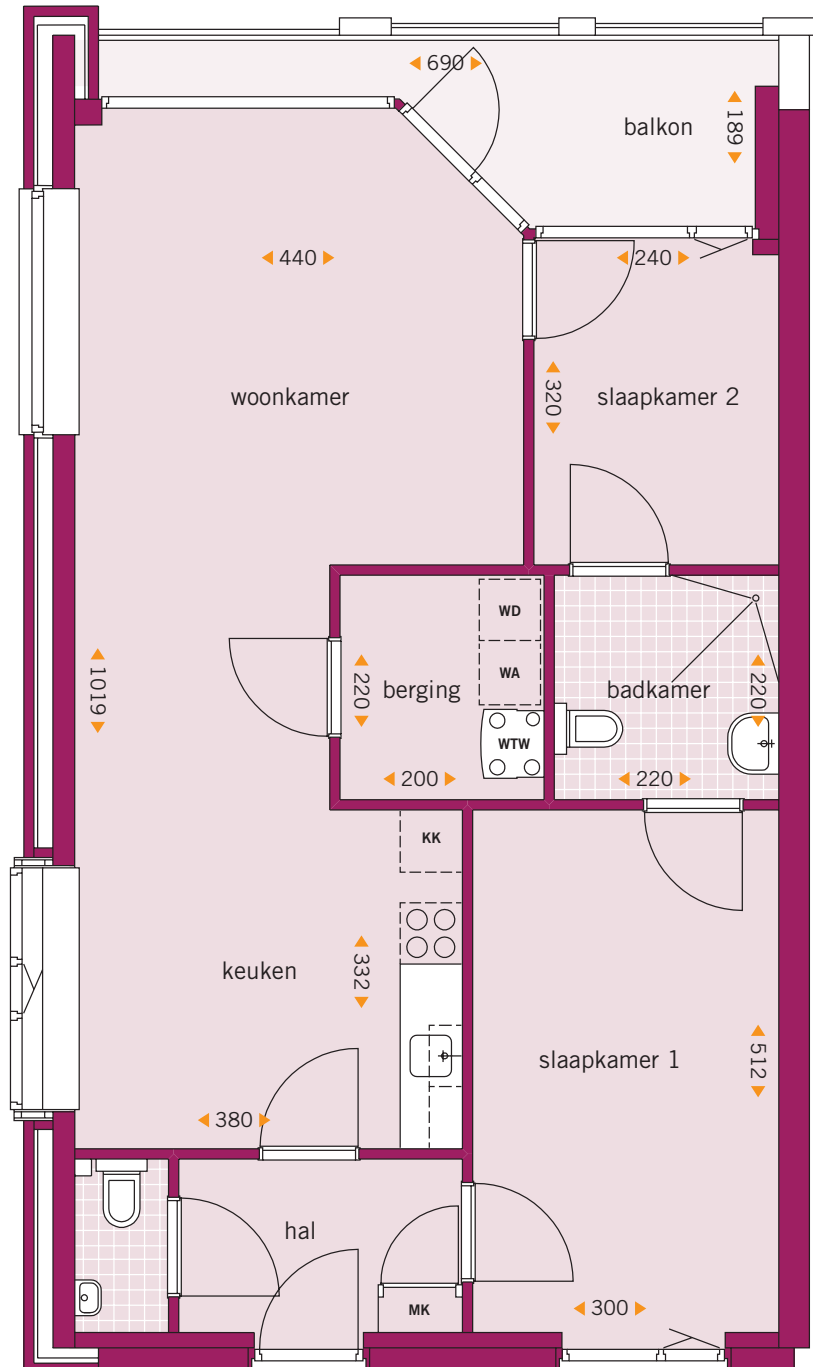 690
balkon
189
440
240
woonkamer
320
slaapkamer 2
WD
1019
220
berging
WA
badkamer
220
WTW
200
220
KK
keuken
332
slaapkamer 1
512
380
hal
MK
300